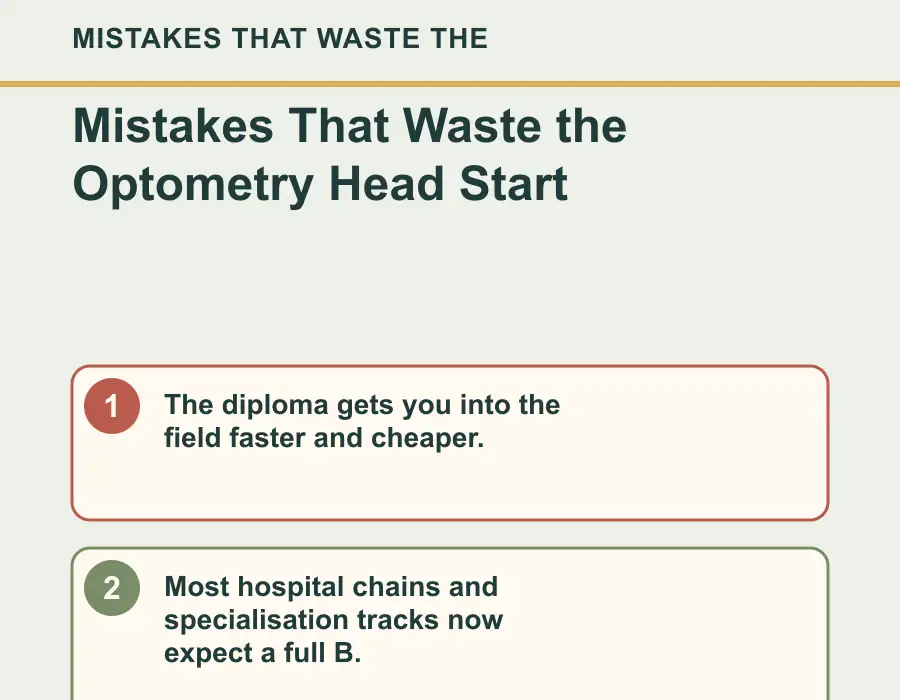 MISTAKES THAT WASTE THE
Mistakes That Waste the
Optometry Head Start
1
The diploma gets you into the
field faster and cheaper.
2
Most hospital chains and
specialisation tracks now
expect a full B.